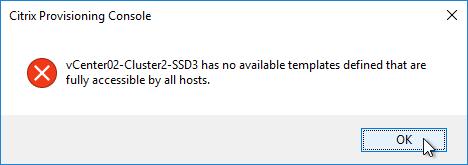 Citrix Provisioning Console
vCenter02-Cluster2-SSD3 has no available templates defined that are
fully accessible by all hosts.
OK